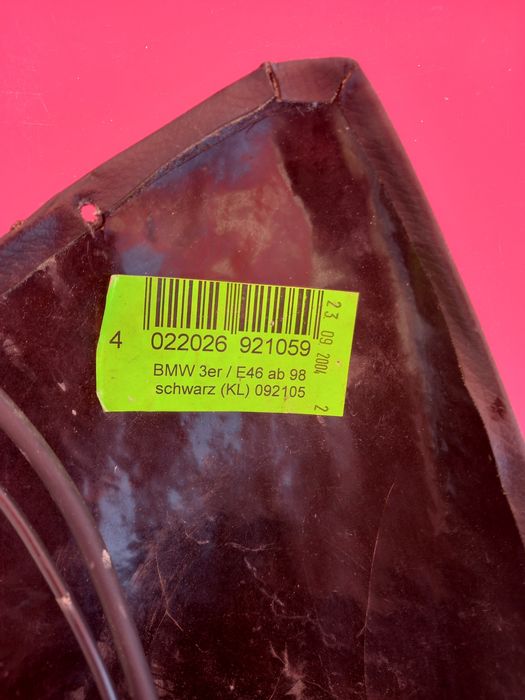 4 022026 921059
BMW 3er / E46 ab 98
schwarz (KL) 092105
23 09 2004 2